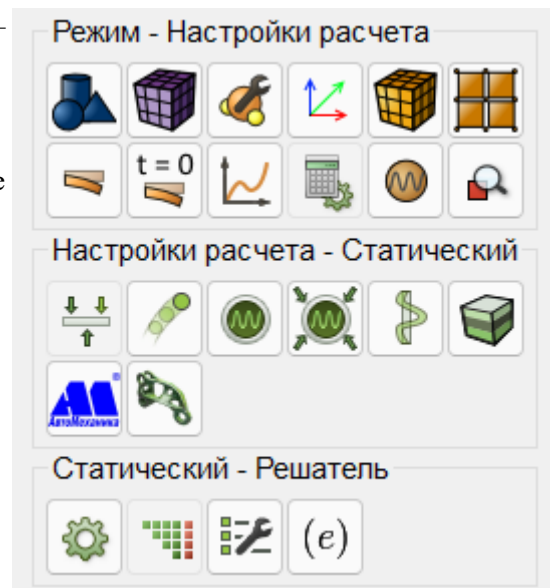 Режим - Настройки расчета
t = 0
е
Настройки расчета - Статический
АвтоМеханика
Статический - Решатель
(e)